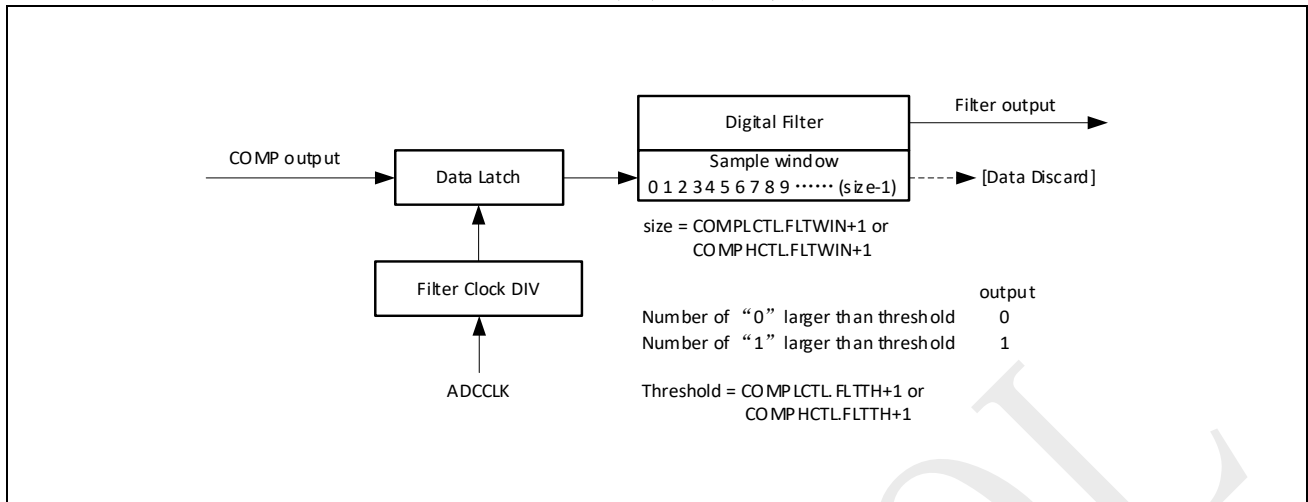 COMP output
Data Latch
Filter Clock DIV
ADCCLK
Digital Filter
Sample window
0 1 2 3 4 5 6 7 8 9 ⋯⋯ (size-1)
Filter output
[Data Discard]
size = COMPLCTL.FLTWIN+1 or
COMPHCTL.FLTWIN+1
output
Number of “0” larger than threshold 0
Number of “1” larger than threshold 1
Threshold = COMPLCTL.FLTTH+1 or
COMPHCTL.FLTTH+1